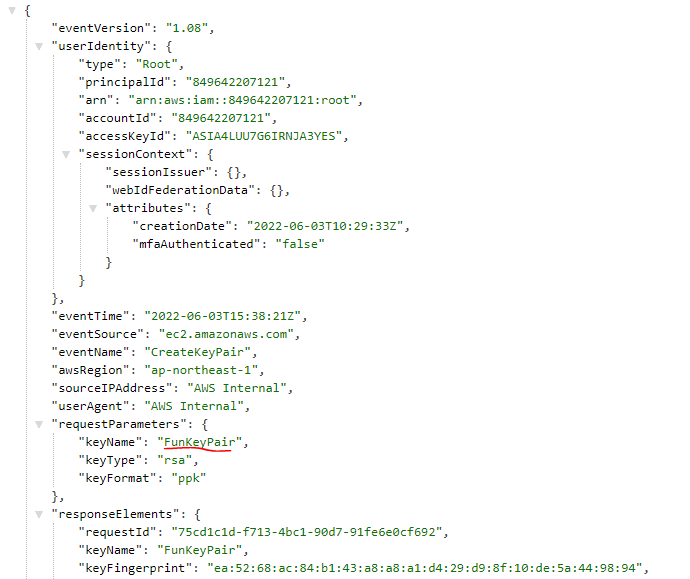 {
"eventVersion": "1.08",
"userIdentity": {
"type": "Root",
"principalId": "849642207121",
"arn": "arn:aws:iam::849642207121:root",
"accountId": "849642207121",
"accessKeyId": "ASIA4LUU7G6IRNJA3YES",
"sessionContext": {
"sessionIssuer": {},
"webIdFederationData": {},
"attributes": {
"creationDate": "2022-06-03T10:29:33Z",
"mfaAuthenticated": "false"
}
}
},
"eventTime": "2022-06-03T15:38:21Z",
"eventSource": "ec2.amazonaws.com",
"eventName": "CreateKeyPair",
"awsRegion": "ap-northeast-1",
"sourceIPAddress": "AWS Internal",
"userAgent": "AWS Internal",
"requestParameters": {
"keyName": "FunKeyPair",
"keyType": "rsa",
"keyFormat": "ppk"
},
"responseElements": {
"requestId": "75cd1c1d-f713-4bc1-90d7-91fe6e0cf692",
"keyName": "FunKeyPair",
"keyFingerprint": "ea:52:68:ac:84:b1:43:a8:a8:a1:d4:29:d9:8f:10:de:5a:44:98:94",